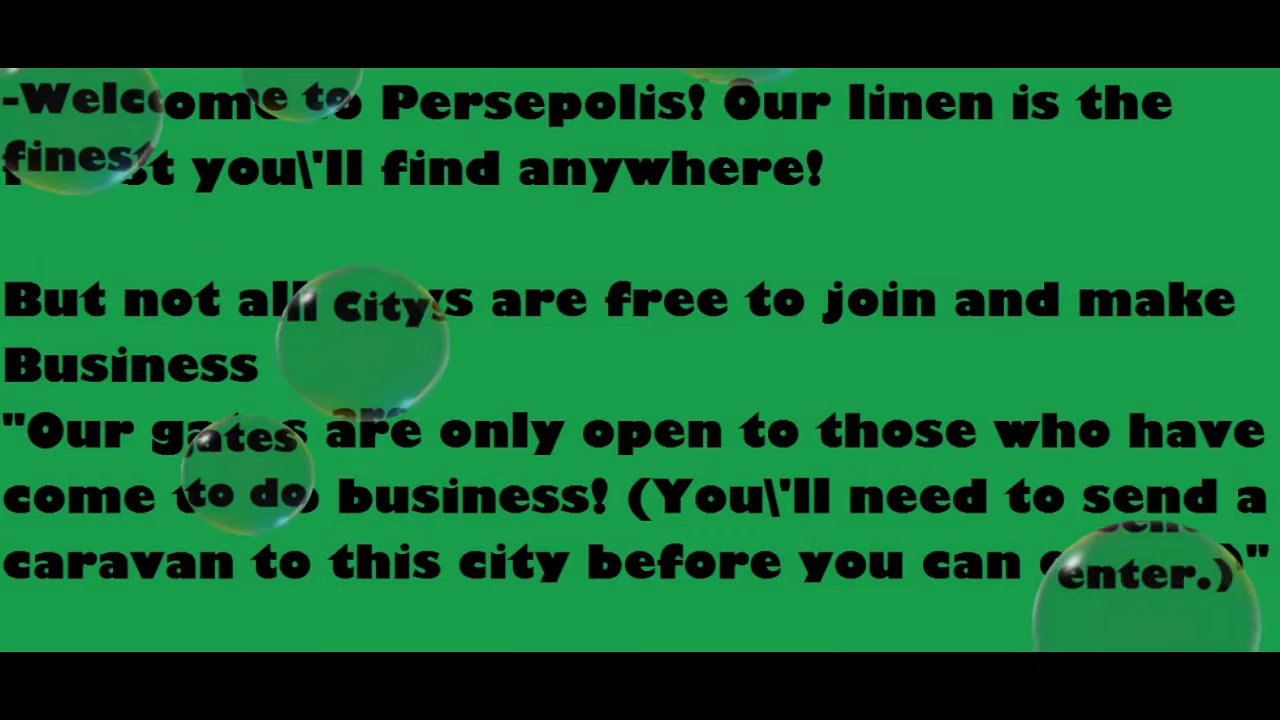 -Welcome to Persepolis! Our linen is the
finest you\'ll find anywhere!
But not all Citys are free to join and make
Business
"Our gates are only open to those who have
come to do business! (You\'ll need to send a
caravan to this city before you can enter.)"